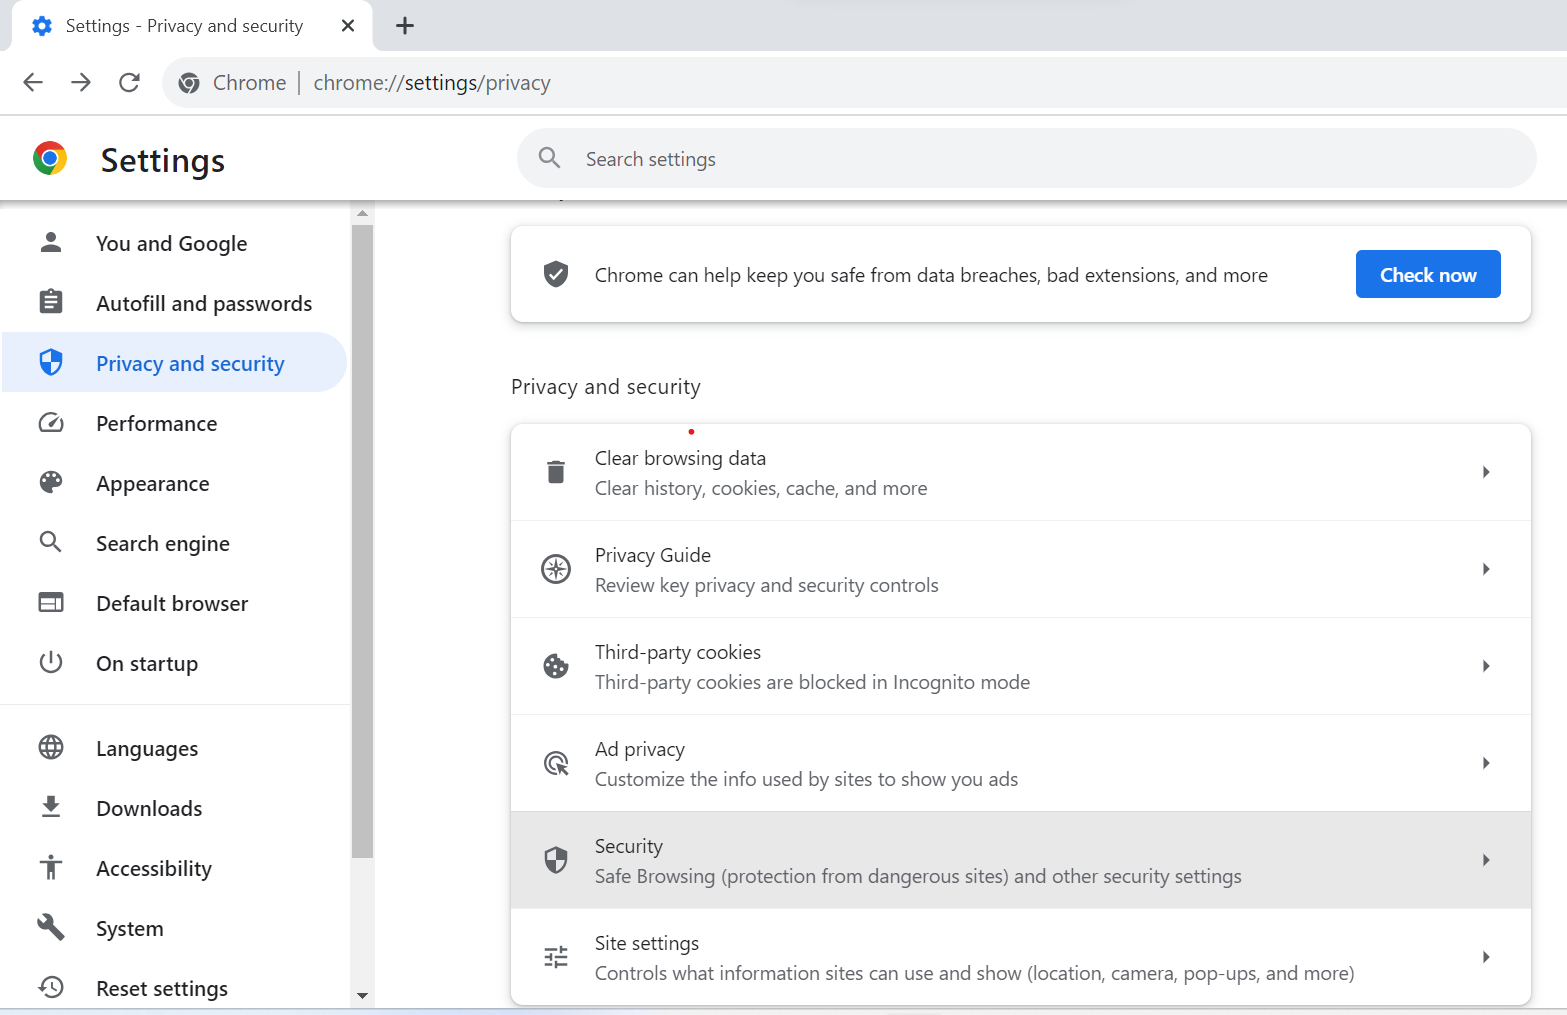 Settings - Privacy and security
Chrome | chrome://settings/privacy
Settings
Search settings
You and Google
Autofill and passwords
Privacy and security
Performance
Appearance
Search engine
Default browser
On startup
Languages
Downloads
Accessibility
System
Reset settings
Chrome can help keep you safe from data breaches, bad extensions, and more
Check now
Privacy and security
Clear browsing data
Clear history, cookies, cache, and more
Privacy Guide
Review key privacy and security controls
Third-party cookies
Third-party cookies are blocked in Incognito mode
Ad privacy
Customize the info used by sites to show you ads
Security
Safe Browsing (protection from dangerous sites) and other security settings
Site settings
Controls what information sites can use and show (location, camera, pop-ups, and more)